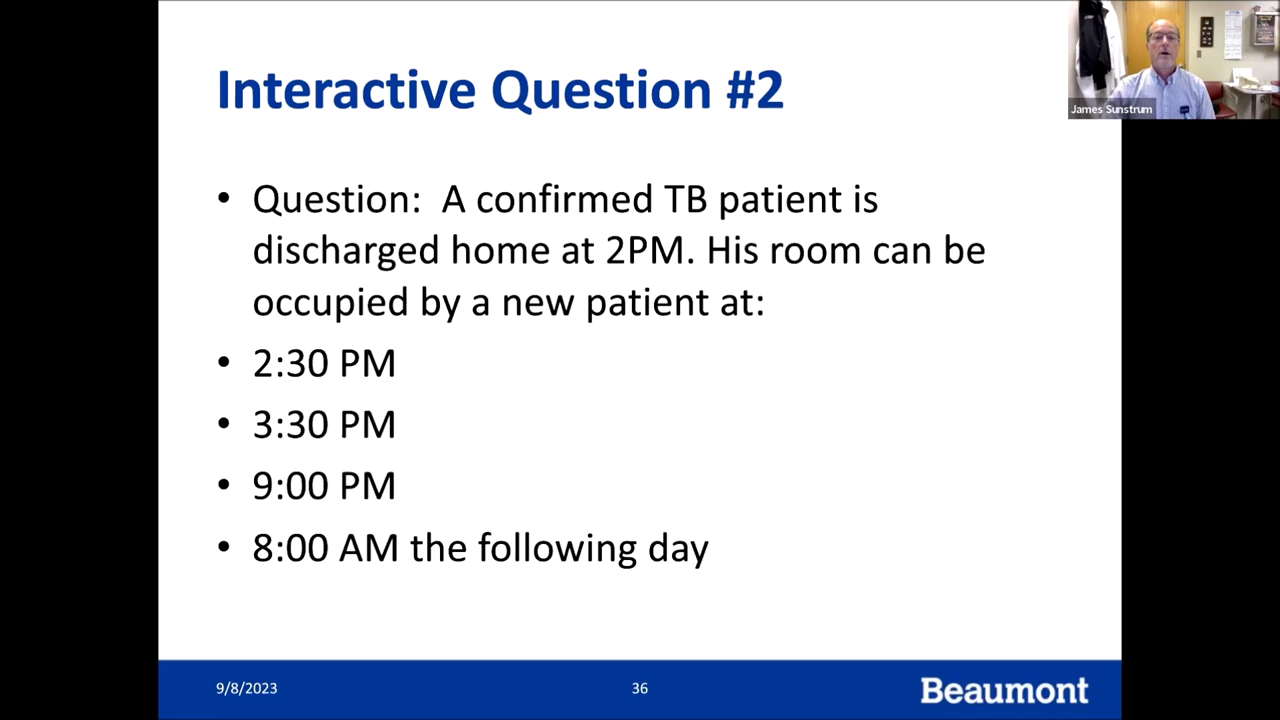 Interactive Question #2
James Sunstrum
• Question: A confirmed TB patient is
discharged home at 2PM. His room can be
occupied by a new patient at:
• 2:30 PM
• 3:30 PM
• 9:00 PM
• 8:00 AM the following day
9/8/2023
36
Beaumont